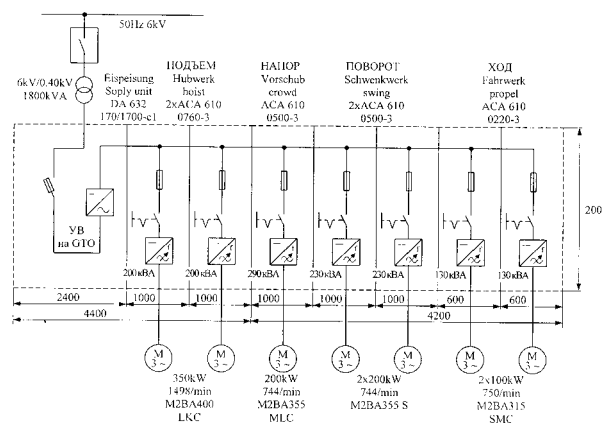 50Hz 6kV
6kV/0.40kV
1800kVA
Eispeisung
Soply unit
DA 632
170/1700-c1
ПОДЪЕМ
Hubwerk
hoist
2xACA 610
0760-3
НАПОР
Vorschub
crowd
ACA 610
0500-3
ПОВОРОТ
Schwenkwerk
swing
2xACA 610
0500-3
ХОД
Fahrwerk
propel
ACA 610
0220-3
200
УВ
на GTO
200кВА
200кВА
290кВА
230кВА
230кВА
130кВА
130кВА
2400
1000
1000
1000
1000
1000
600
600
4400
4200
M
3 ~
M
3 ~
M
3 ~
M
3 ~
M
3 ~
M
3 ~
M
3 ~
350kW
1498/min
M2BA400
LKC
200kW
744/min
M2BA355
MLC
2x200kW
744/min
M2BA355 S
2x100kW
750/min
M2BA315
SMC